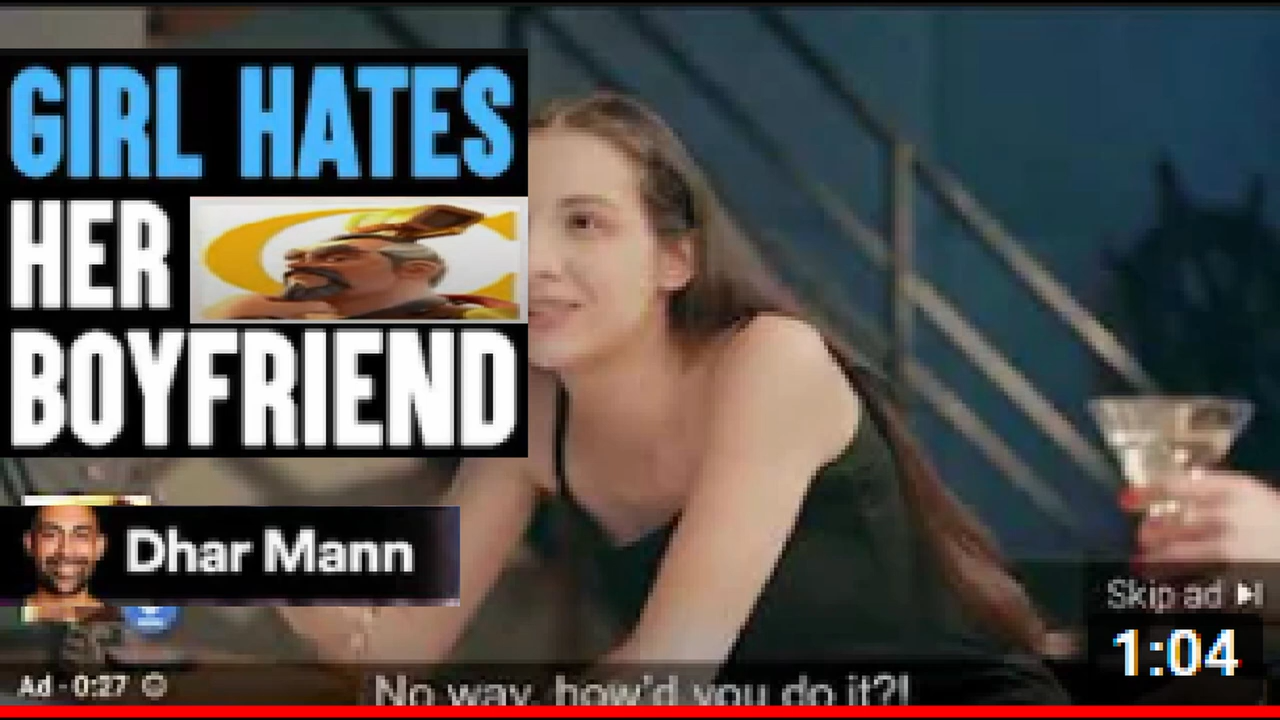 GIRL HATES
HER
BOYFRIEND
Dhar Mann
Skip ad
1:04
Ad · 0:27
No way, how'd you do it?!